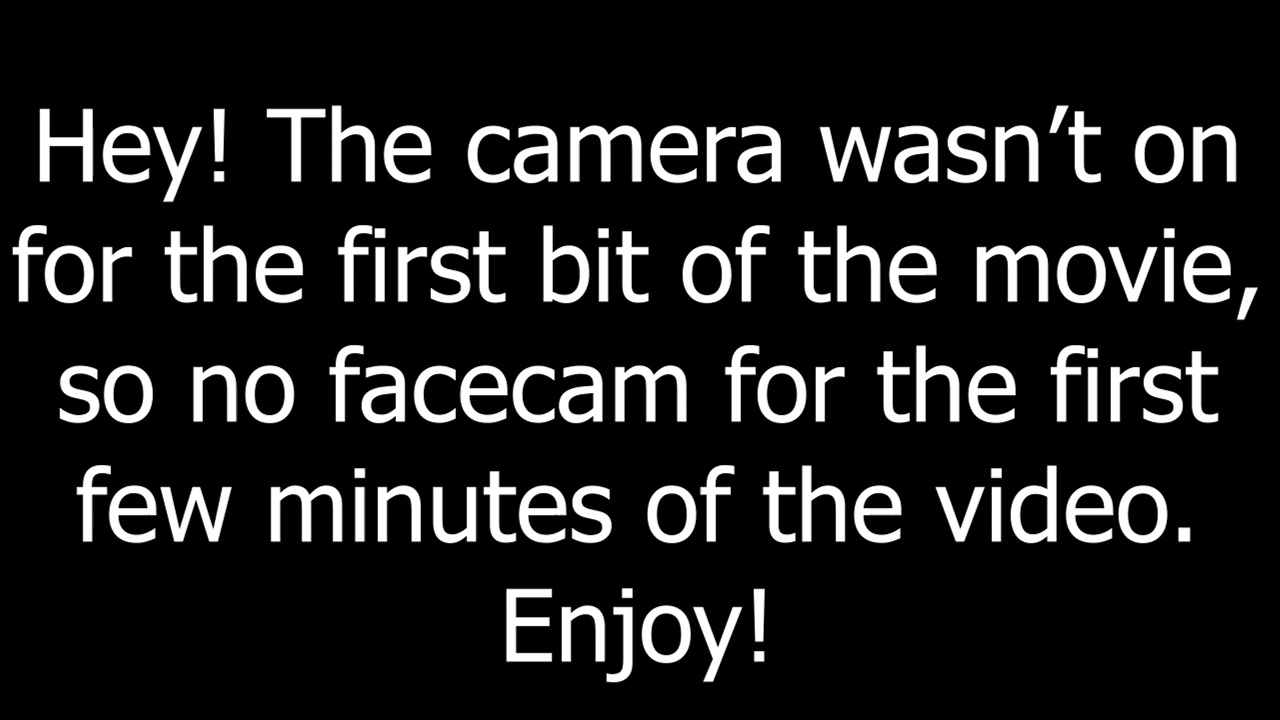 Hey! The camera wasn’t on
for the first bit of the movie,
so no facecam for the first
few minutes of the video.
Enjoy!